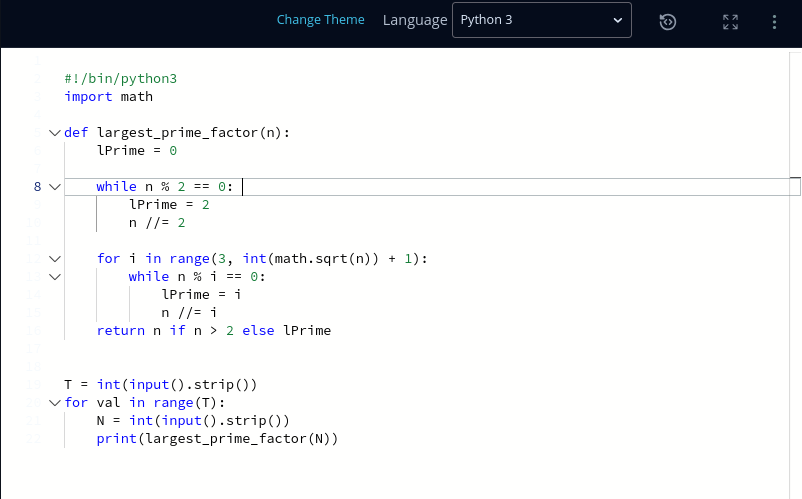 Change Theme Language Python 3
#!/bin/python3
import math
def largest_prime_factor(n):
lPrime = 0
8 while n % 2 == 0:
lPrime = 2
n //= 2
for i in range(3, int(math.sqrt(n)) + 1):
while n % i == 0:
lPrime = i
n //= i
return n if n > 2 else lPrime
T = int(input().strip())
for val in range(T):
N = int(input().strip())
print(largest_prime_factor(N))